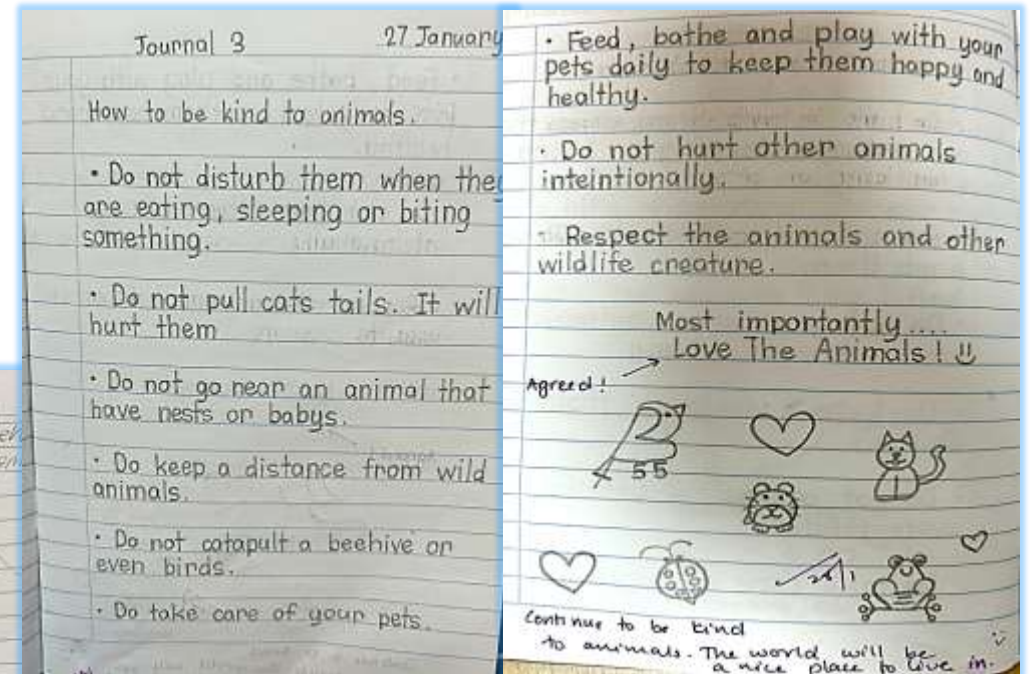 Journal 3 27 January
How to be kind to animals.
• Do not disturb them when they
are eating, sleeping or biting
something.
• Do not pull cats tails. It will
hurt them
• Do not go near an animal that
have nests or babys.
• Do keep a distance from wild
animals.
• Do not catapult a beehive or
even birds.
• Do take care of your pets.
• Feed, bathe and play with your
pets daily to keep them happy and
healthy.
• Do not hurt other animals
inteintionally.
• Respect the animals and other
wildlife creature.
Most importantly....
Love The Animals!
Agreed!
Continue to be kind
to animals. The world will be
a nice place to live in.